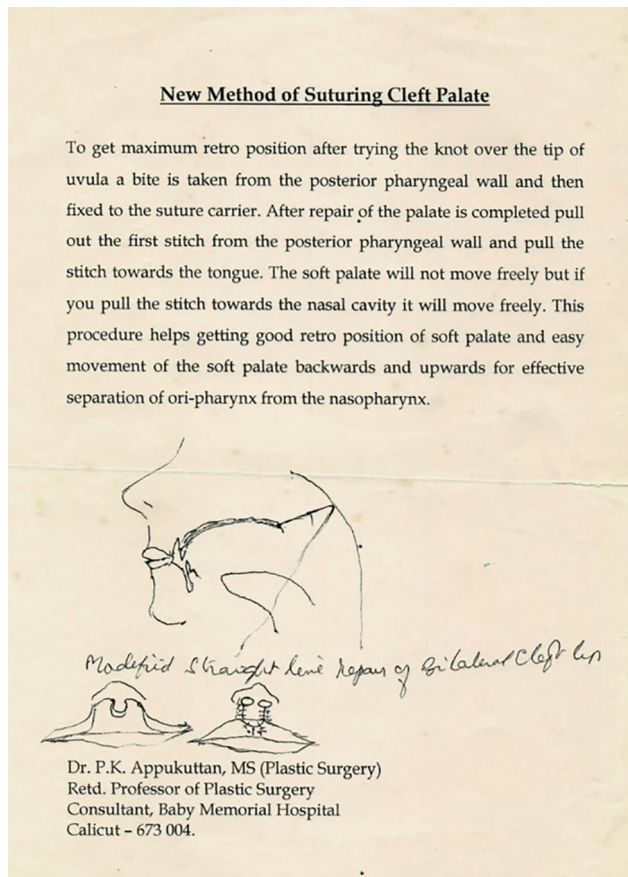 New Method of Suturing Cleft Palate
To get maximum retro position after trying the knot over the tip of
uvula a bite is taken from the posterior pharyngeal wall and then
fixed to the suture carrier. After repair of the palate is completed pull
out the first stitch from the posterior pharyngeal wall and pull the
stitch towards the tongue. The soft palate will not move freely but if
you pull the stitch towards the nasal cavity it will move freely. This
procedure helps getting good retro position of soft palate and easy
movement of the soft palate backwards and upwards for effective
separation of ori-pharynx from the nasopharynx.
Modified Straight line repair of Bilateral Cleft lip
Dr. P.K. Appukuttan, MS (Plastic Surgery)
Retd. Professor of Plastic Surgery
Consultant, Baby Memorial Hospital
Calicut – 673 004.